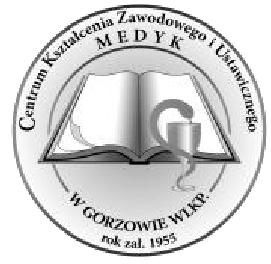 Centrum Kształcenia Zawodowego i Ustawicznego
MEDYK
W GORZOWIE WLKP.
rok zał. 1955